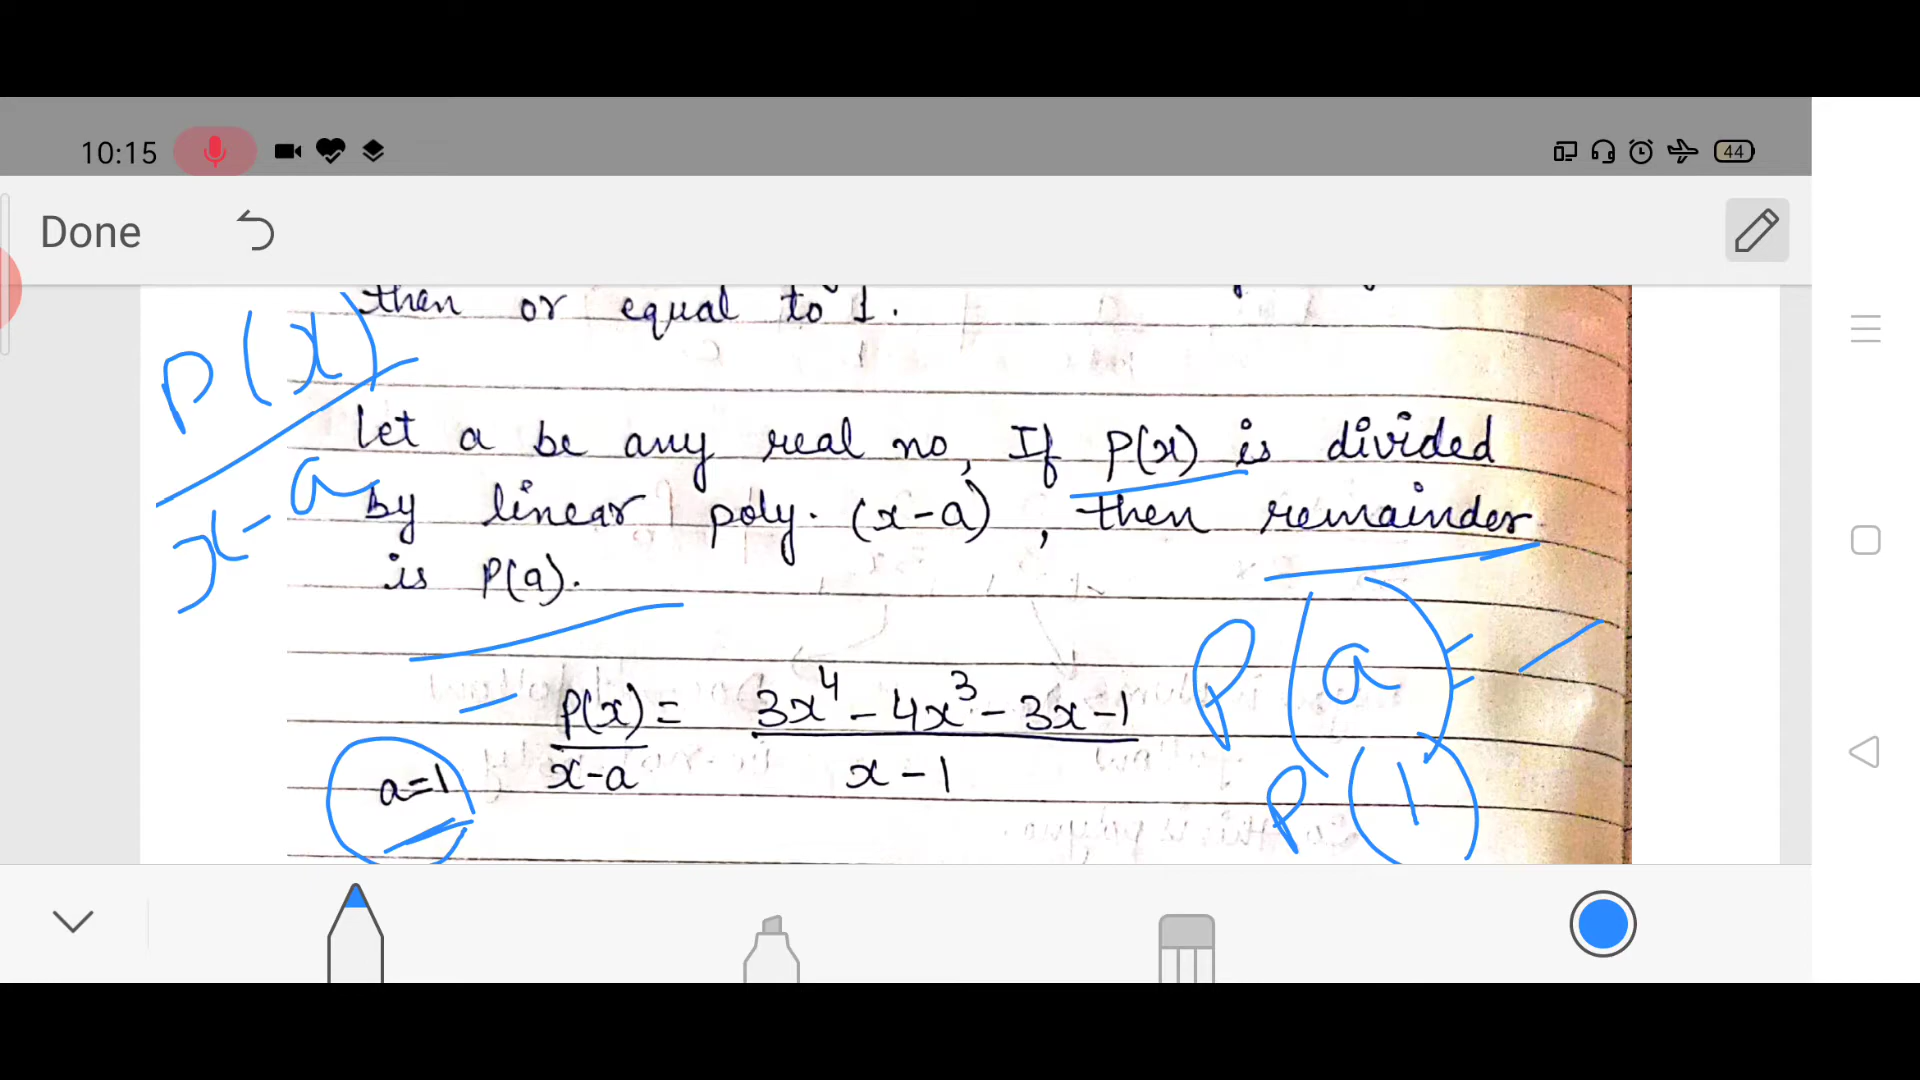 10:15
44
Done
than or equal to 1.
P(x)
x-a
Let a be any real no, If P(x) is divided
by linear poly. (x-a), then remainder
is P(a).
P(a) =
P(x) = 3x⁴ - 4x³ - 3x - 1
x-a x-1
a=1
P(1)